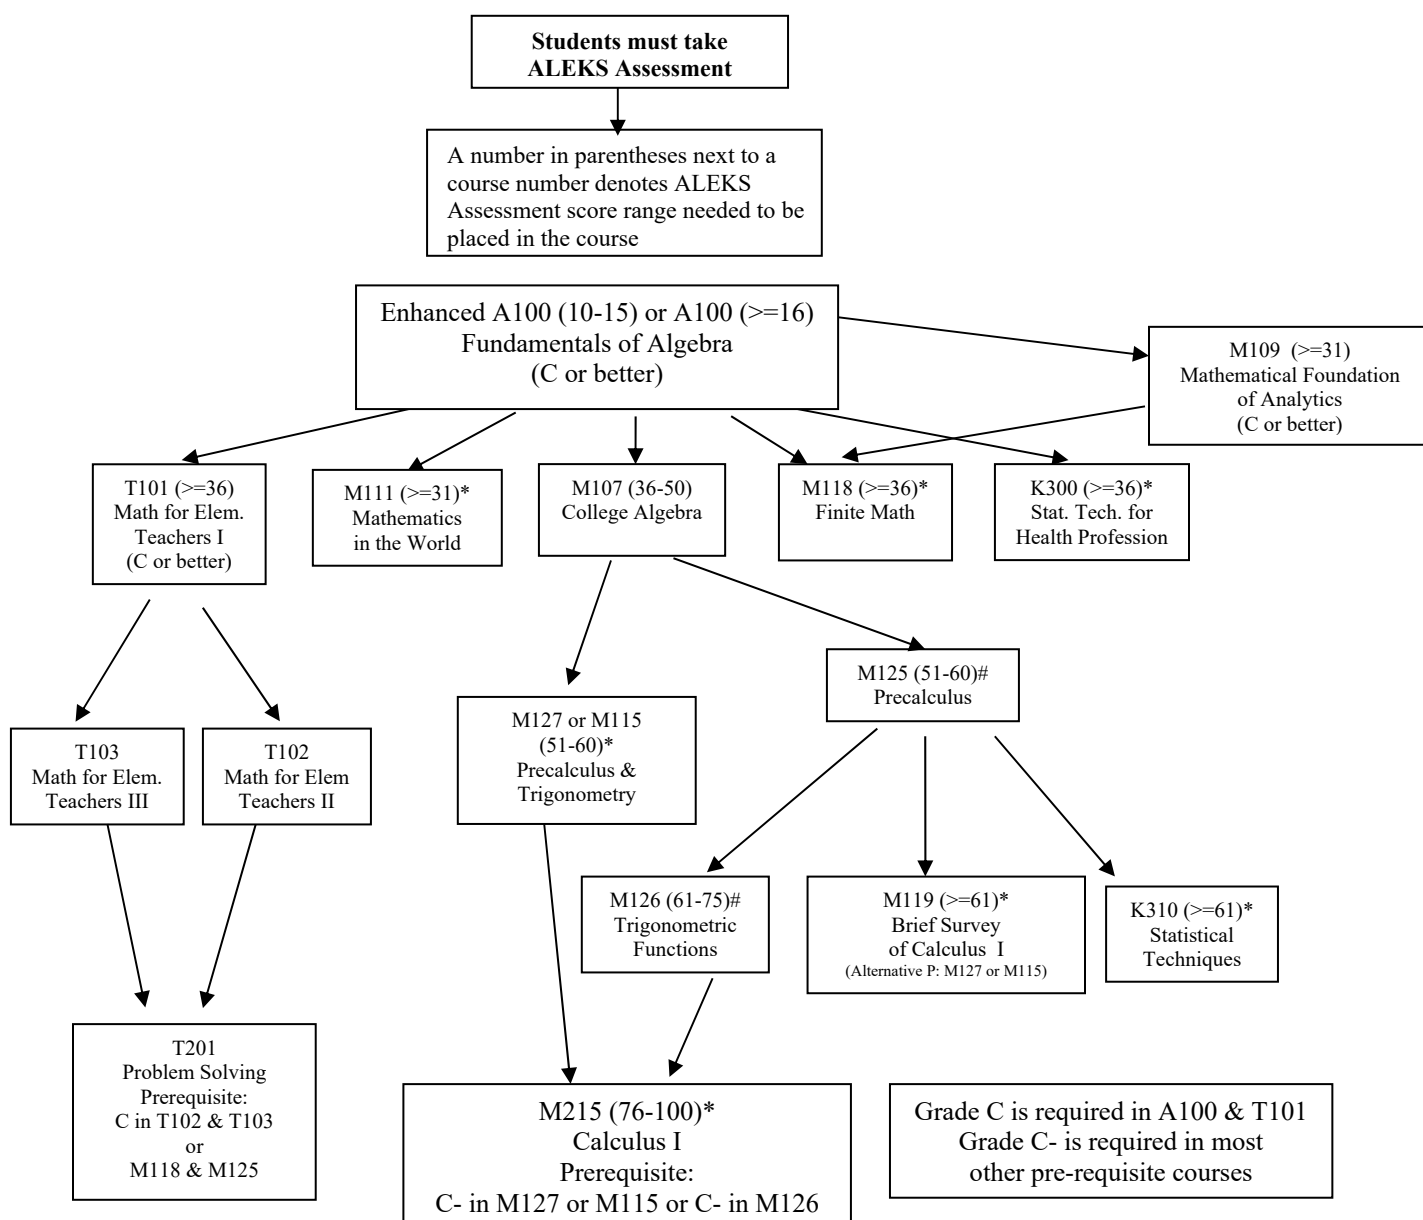 Students must take
ALEKS Assessment
A number in parentheses next to a
course number denotes ALEKS
Assessment score range needed to be
placed in the course
Enhanced A100 (10-15) or A100 (>=16)
Fundamentals of Algebra
(C or better)
M109  (>=31)
Mathematical Foundation
of Analytics
(C or better)
T101 (>=36)
Math for Elem.
Teachers I
(C or better)
M111 (>=31)*
Mathematics
in the World
M107 (36-50)
College Algebra
M118 (>=36)*
Finite Math
K300 (>=36)*
Stat. Tech. for
Health Profession
M125 (51-60)#
Precalculus
M127 or M115
(51-60)*
Precalculus &
Trigonometry
T103
Math for Elem.
Teachers III
T102
Math for Elem
Teachers II
M126 (61-75)#
Trigonometric
Functions
M119 (>=61)*
Brief Survey
of Calculus  I
(Alternative P: M127 or M115)
K310 (>=61)*
Statistical
Techniques
T201
Problem Solving
Prerequisite:
C in T102 & T103
or
M118 & M125
M215 (76-100)*
Calculus I
Prerequisite:
C- in M127 or M115 or C- in M126
Grade C is required in A100 & T101
Grade C- is required in most
other pre-requisite courses